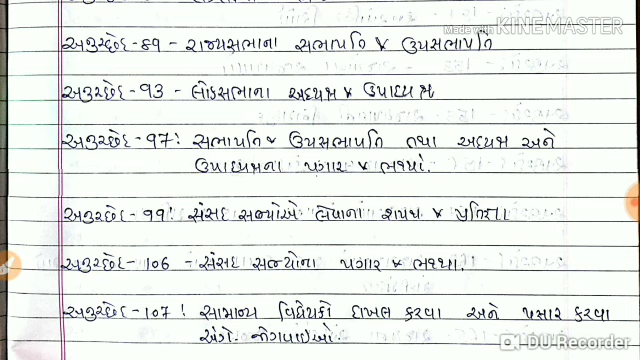 Made with KINEMASTER
અનુચ્છેદ-89 - રાજ્યસભાના સભાપતિ & ઉપસભાપતિ
અનુચ્છેદ-93 - લોકસભાના અધ્યક્ષ & ઉપાધ્યક્ષ
અનુચ્છેદ-97: સભાપતિ & ઉપસભાપતિ તથા અધ્યક્ષ અને
ઉપાધ્યક્ષના પગાર & ભથ્થાં.
અનુચ્છેદ-99: સંસદ સભ્યોએ લેવાના શપથ & પ્રતિજ્ઞા
અનુચ્છેદ-106 - સંસદ સભ્યોના પગાર & ભથ્થા.
અનુચ્છેદ-107: સામાન્ય વિધેયકો દાખલ કરવા અને પસાર કરવા
અંગે જોગવાઈઓ.
DU-Recorder